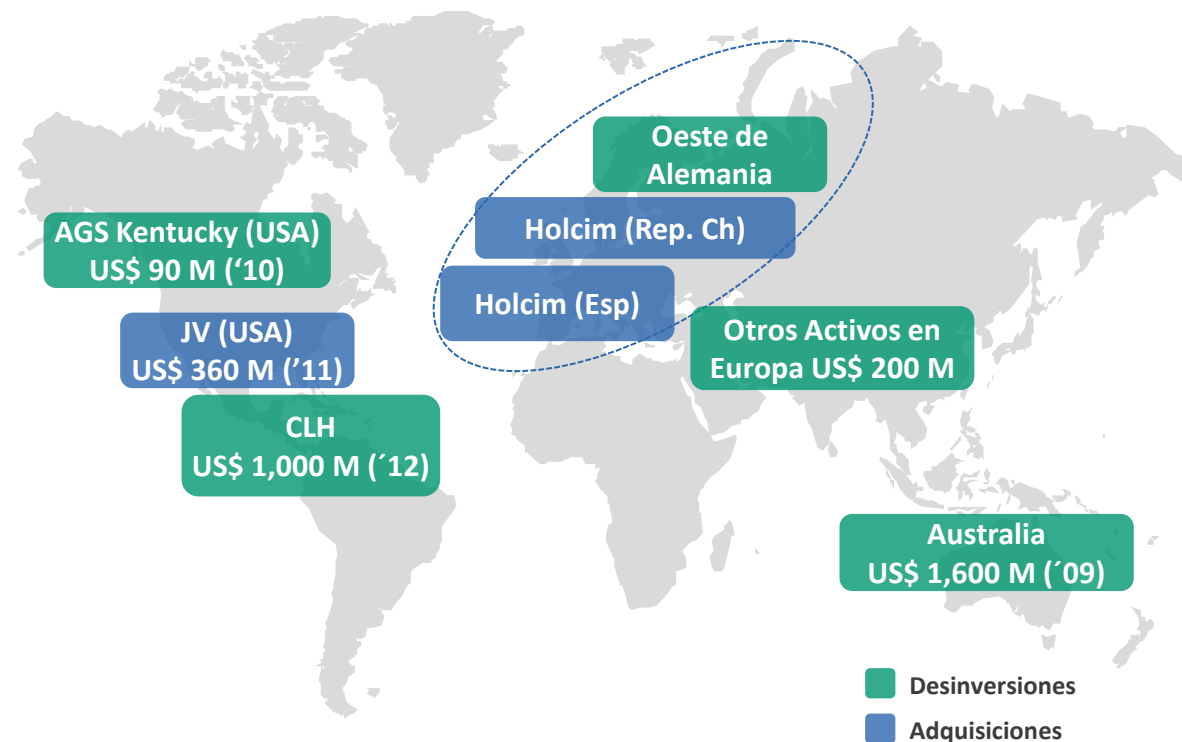 Oeste de
Alemania
Holcim (Rep. Ch)
Holcim (Esp)
AGS Kentucky (USA)
US$ 90 M (‘10)
JV (USA)
US$ 360 M (’11)
CLH
US$ 1,000 M (´12)
Otros Activos en
Europa US$ 200 M
Australia
US$ 1,600 M (´09)
Desinversiones
Adquisiciones